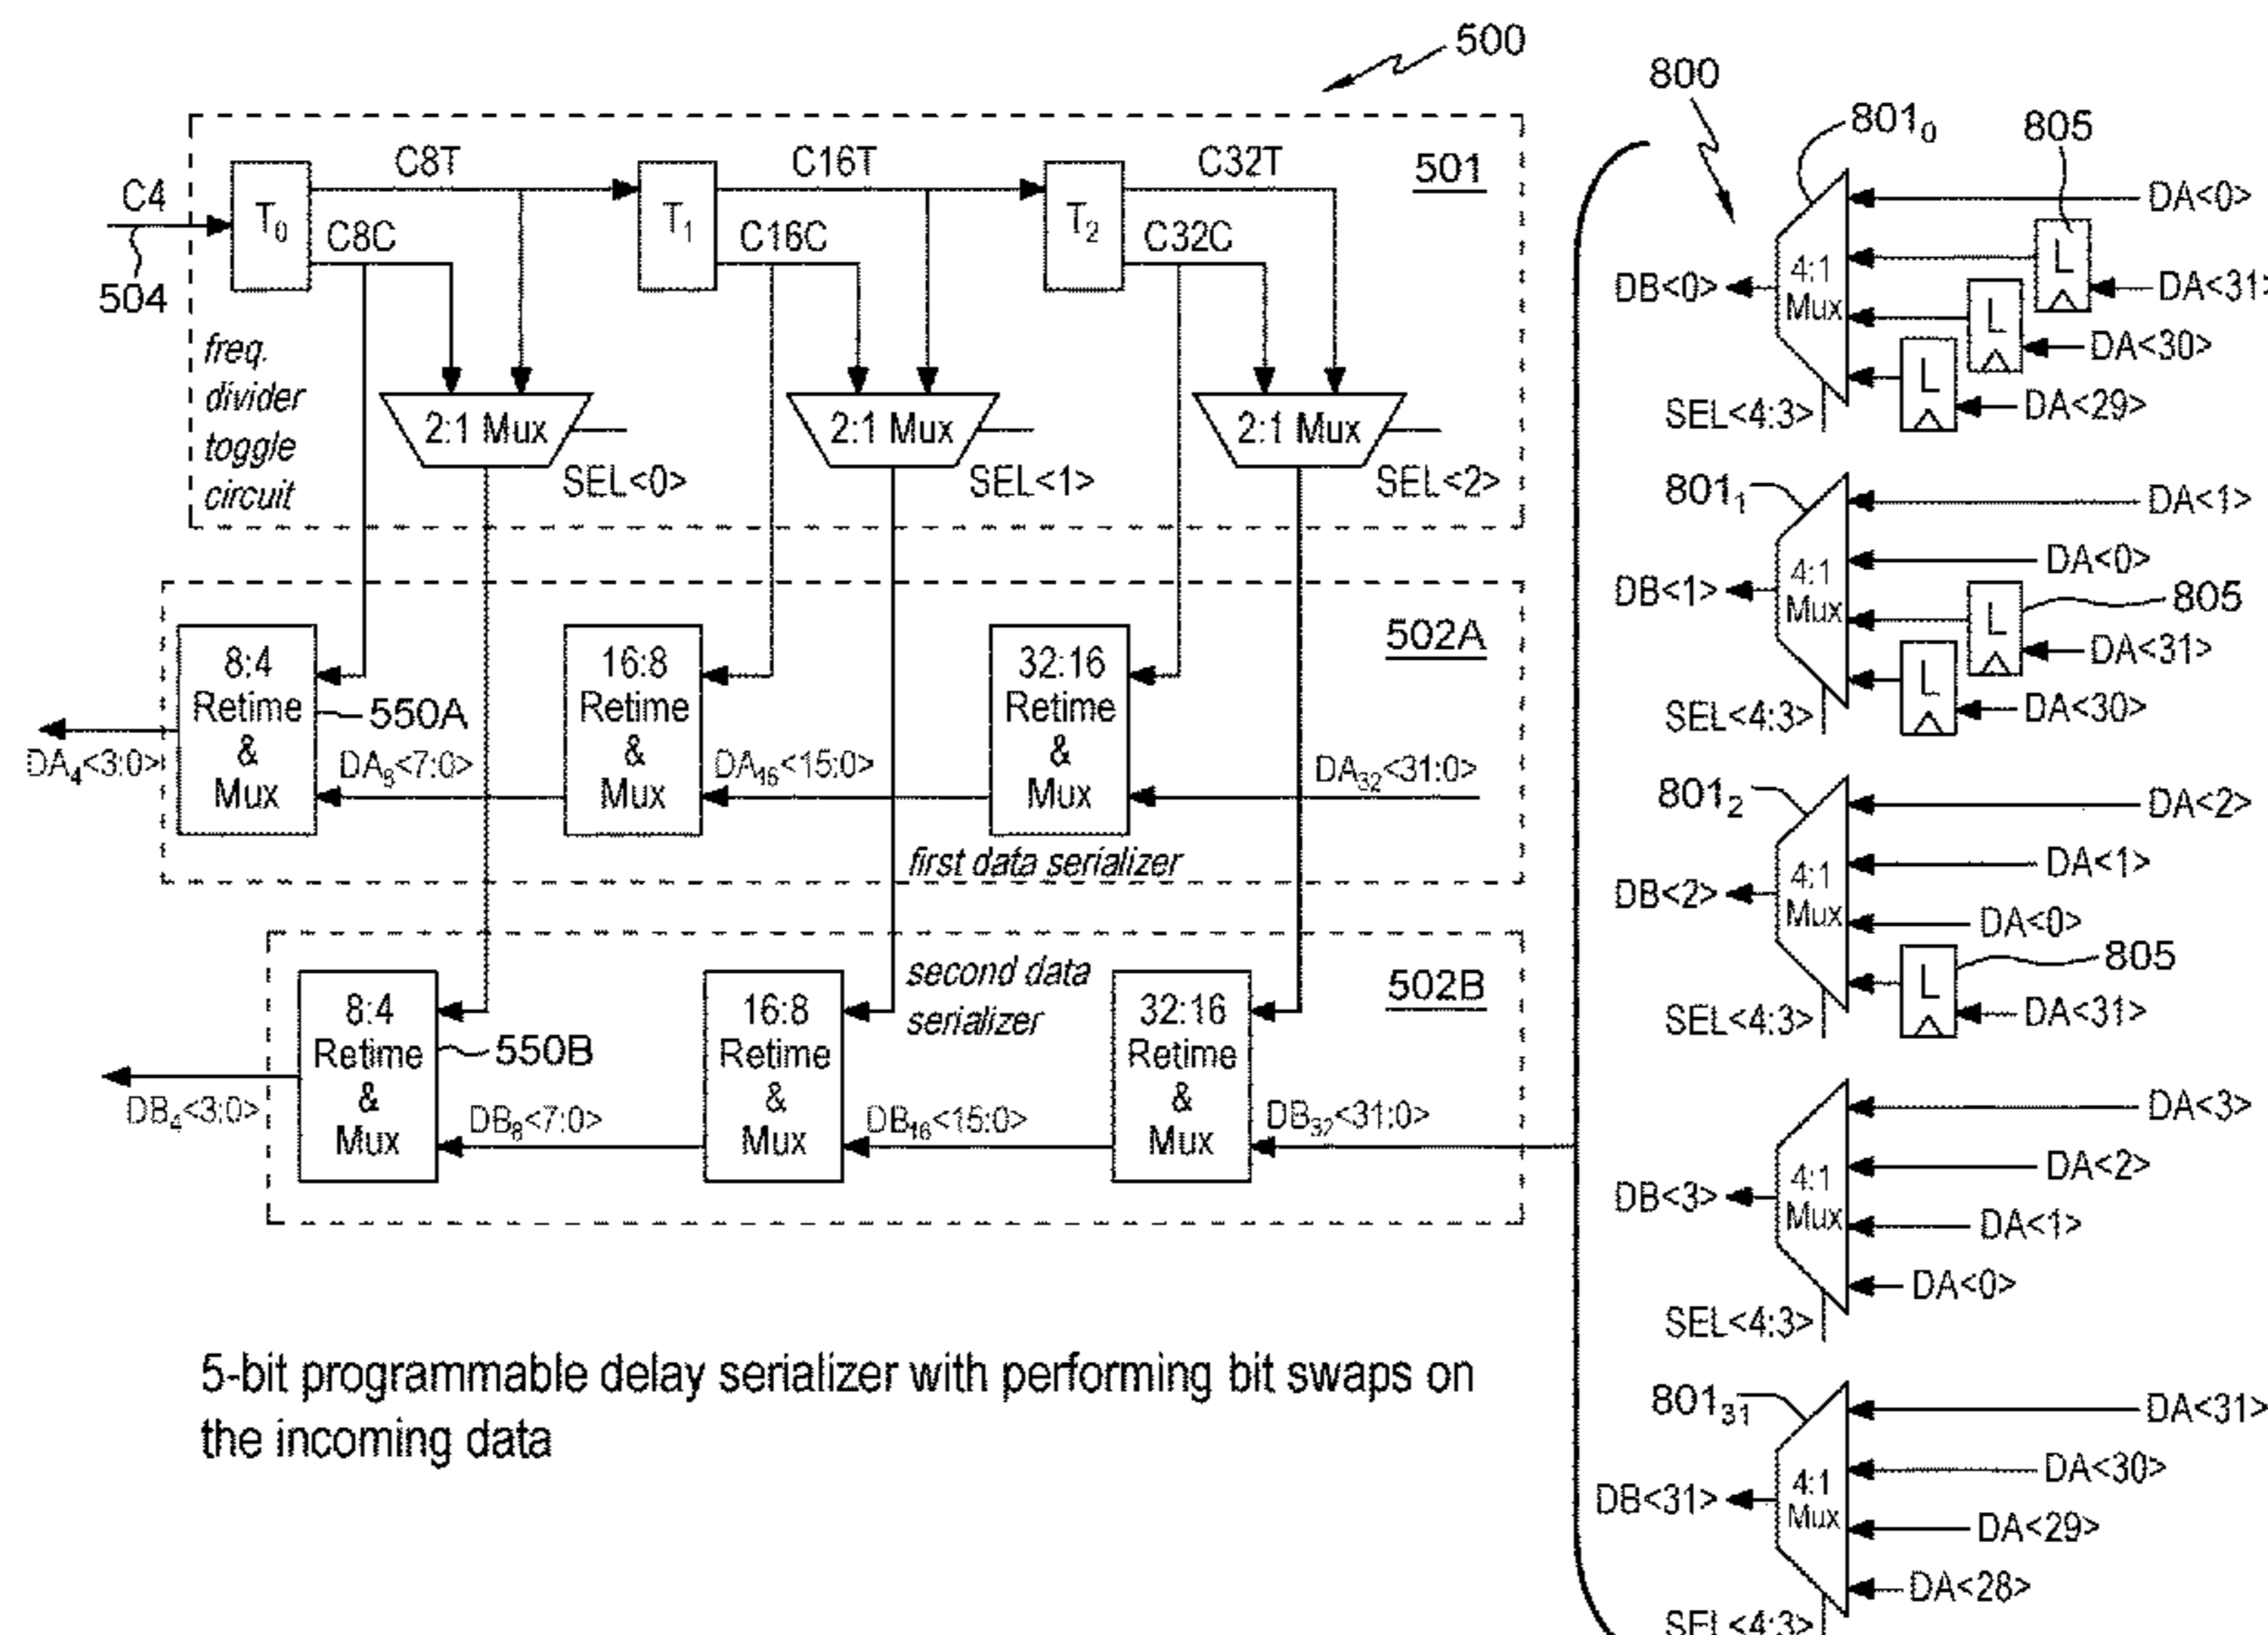 500
501
C4
504
T₀
C8T
C8C
T₁
C16T
C16C
T₂
C32T
C32C
freq.
divider
toggle
circuit
2:1 Mux
SEL<0>
2:1 Mux
SEL<1>
2:1 Mux
SEL<2>
502A
8:4
Retime
&
Mux
550A
16:8
Retime
&
Mux
32:16
Retime
&
Mux
DA₄<3:0>
DA₈<7:0>
DA₁₆<15:0>
DA₃₂<31:0>
first data serializer
502B
second data
serializer
8:4
Retime
&
Mux
550B
16:8
Retime
&
Mux
32:16
Retime
&
Mux
DB₄<3:0>
DB₈<7:0>
DB₁₆<15:0>
DB₃₂<31:0>
5-bit programmable delay serializer with performing bit swaps on
the incoming data
800
801₀
805
4:1
Mux
DB<0>
DA<0>
L
DA<31>
L
DA<30>
L
DA<29>
SEL<4:3>
801₁
4:1
Mux
DB<1>
DA<1>
DA<0>
805
L
DA<31>
L
DA<30>
SEL<4:3>
801₂
4:1
Mux
DB<2>
DA<2>
DA<1>
DA<0>
805
L
DA<31>
SEL<4:3>
4:1
Mux
DB<3>
DA<3>
DA<2>
DA<1>
DA<0>
SEL<4:3>
801₃₁
4:1
Mux
DB<31>
DA<31>
DA<30>
DA<29>
DA<28>
SEL<4:3>